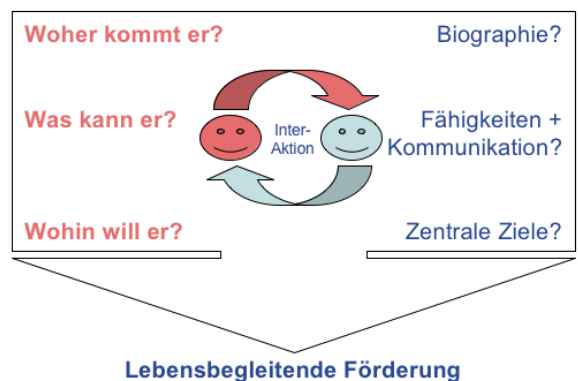 Woher kommt er?
Biographie?
Was kann er?
Inter-
Aktion
Fähigkeiten +
Kommunikation?
Wohin will er?
Zentrale Ziele?
Lebensbegleitende Förderung